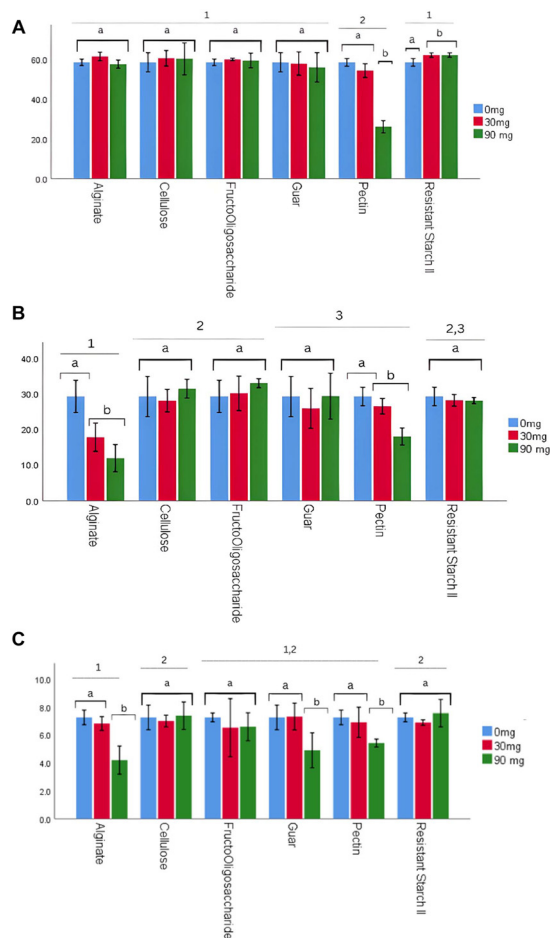 A
1
2
1
a
a
a
a
a
b
a
b
60.0
40.0
20.0
0.0
0mg
30mg
90 mg
Alginate
Cellulose
FructoOligosaccharide
Guar
Pectin
Resistant Starch II
B
1
2
3
2,3
a
b
a
a
a
a
b
a
40.0
30.0
20.0
10.0
0.0
0mg
30mg
90 mg
Alginate
Cellulose
FructoOligosaccharide
Guar
Pectin
Resistant Starch II
C
1
2
1,2
2
a
b
a
a
a
b
a
b
a
10.0
8.0
6.0
4.0
2.0
0.0
0mg
30mg
90 mg
Alginate
Cellulose
FructoOligosaccharide
Guar
Pectin
Resistant Starch II